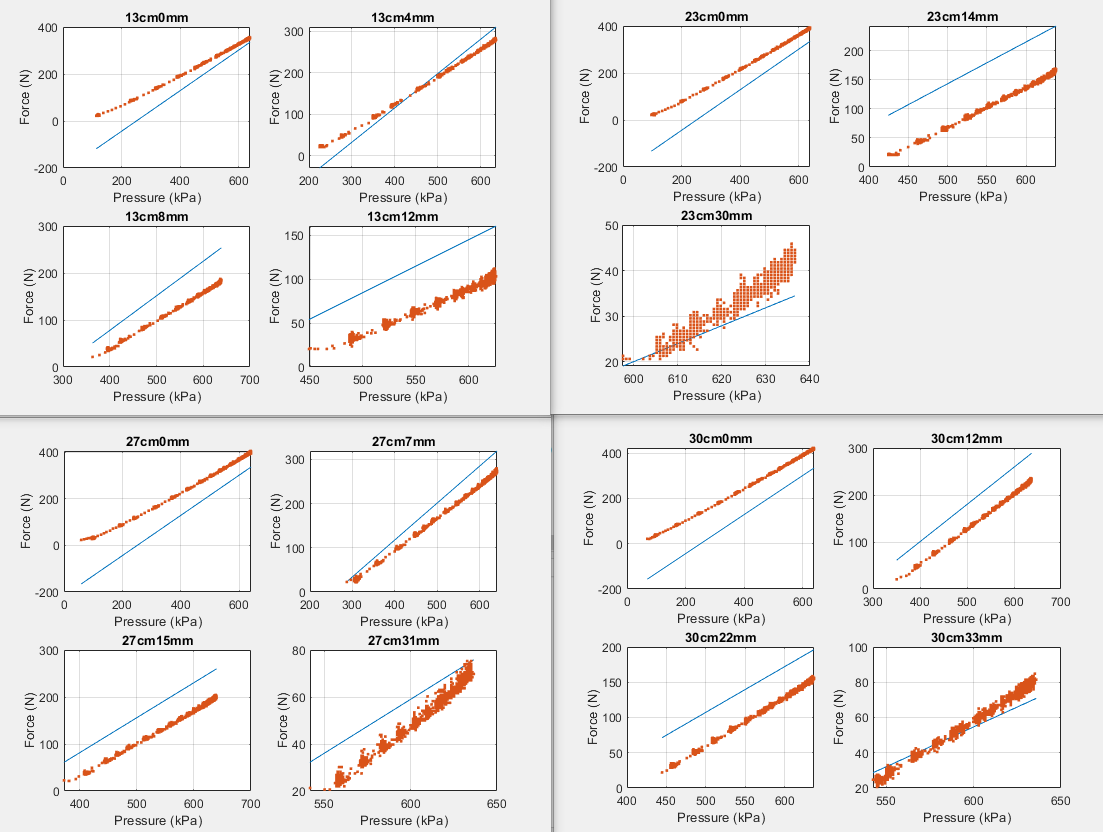 13cm0mm
400
200
0
-200
Force (N)
0 200 400 600
Pressure (kPa)
13cm4mm
300
200
100
0
Force (N)
200 300 400 500 600
Pressure (kPa)
13cm8mm
300
200
100
0
Force (N)
300 400 500 600 700
Pressure (kPa)
13cm12mm
150
100
50
0
Force (N)
450 500 550 600
Pressure (kPa)
23cm0mm
400
200
0
-200
Force (N)
0 200 400 600
Pressure (kPa)
23cm14mm
200
150
100
50
0
Force (N)
400 450 500 550 600
Pressure (kPa)
23cm30mm
50
40
30
20
Force (N)
600 610 620 630 640
Pressure (kPa)
27cm0mm
400
200
0
-200
Force (N)
0 200 400 600
Pressure (kPa)
27cm7mm
300
200
100
0
Force (N)
200 300 400 500 600
Pressure (kPa)
27cm15mm
300
200
100
0
Force (N)
400 500 600 700
Pressure (kPa)
27cm31mm
80
60
40
20
Force (N)
550 600 650
Pressure (kPa)
30cm0mm
400
200
0
-200
Force (N)
0 200 400 600
Pressure (kPa)
30cm12mm
300
200
100
0
Force (N)
300 400 500 600 700
Pressure (kPa)
30cm22mm
200
150
100
50
0
Force (N)
400 450 500 550 600
Pressure (kPa)
30cm33mm
100
80
60
40
20
Force (N)
550 600 650
Pressure (kPa)